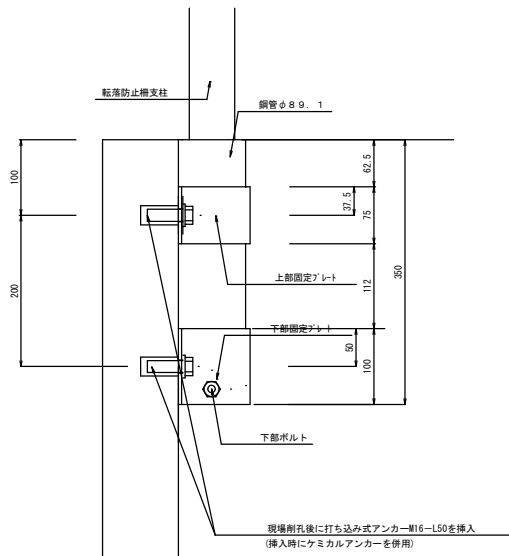 転落防止柵支柱
鋼管φ89.1
100
62.5
37.5
75
上部固定プレート
200
112
350
下部固定プレート
50
100
下部ボルト
現場削孔後に打ち込み式アンカーM16-L50を挿入
(挿入時にケミカルアンカーを併用)